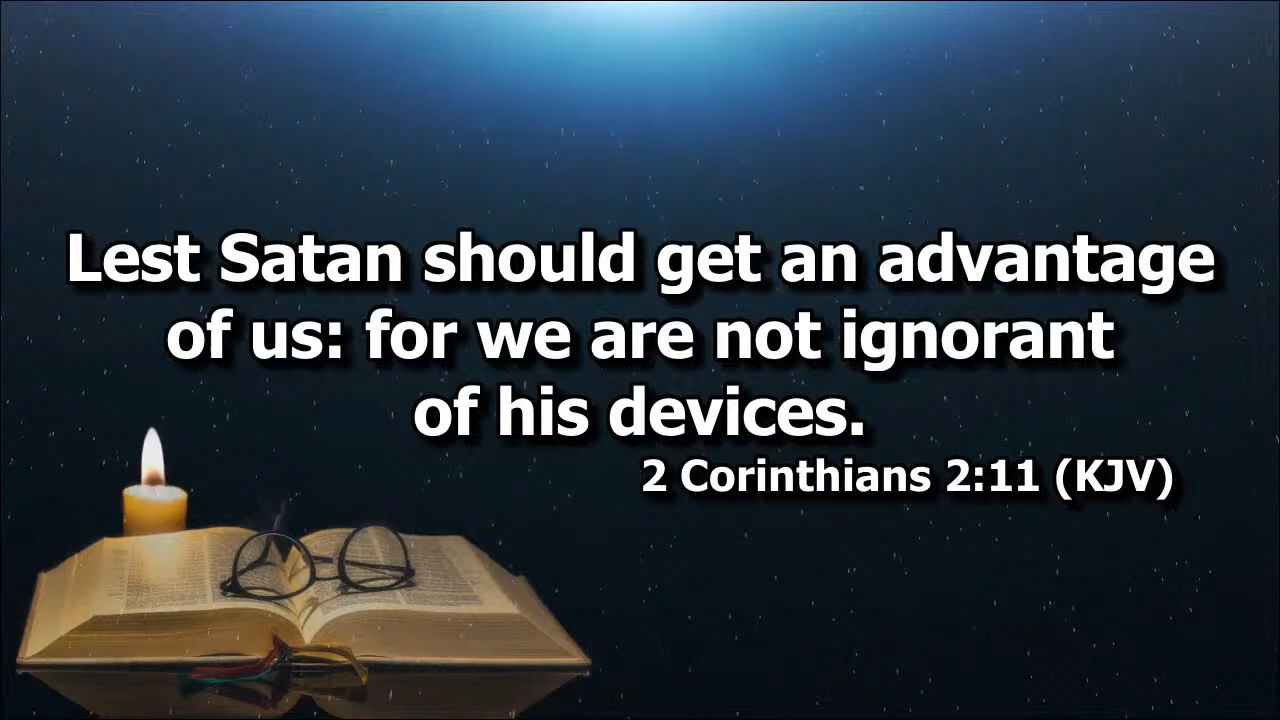 Lest Satan should get an advantage
of us: for we are not ignorant
of his devices.
2 Corinthians 2:11 (KJV)